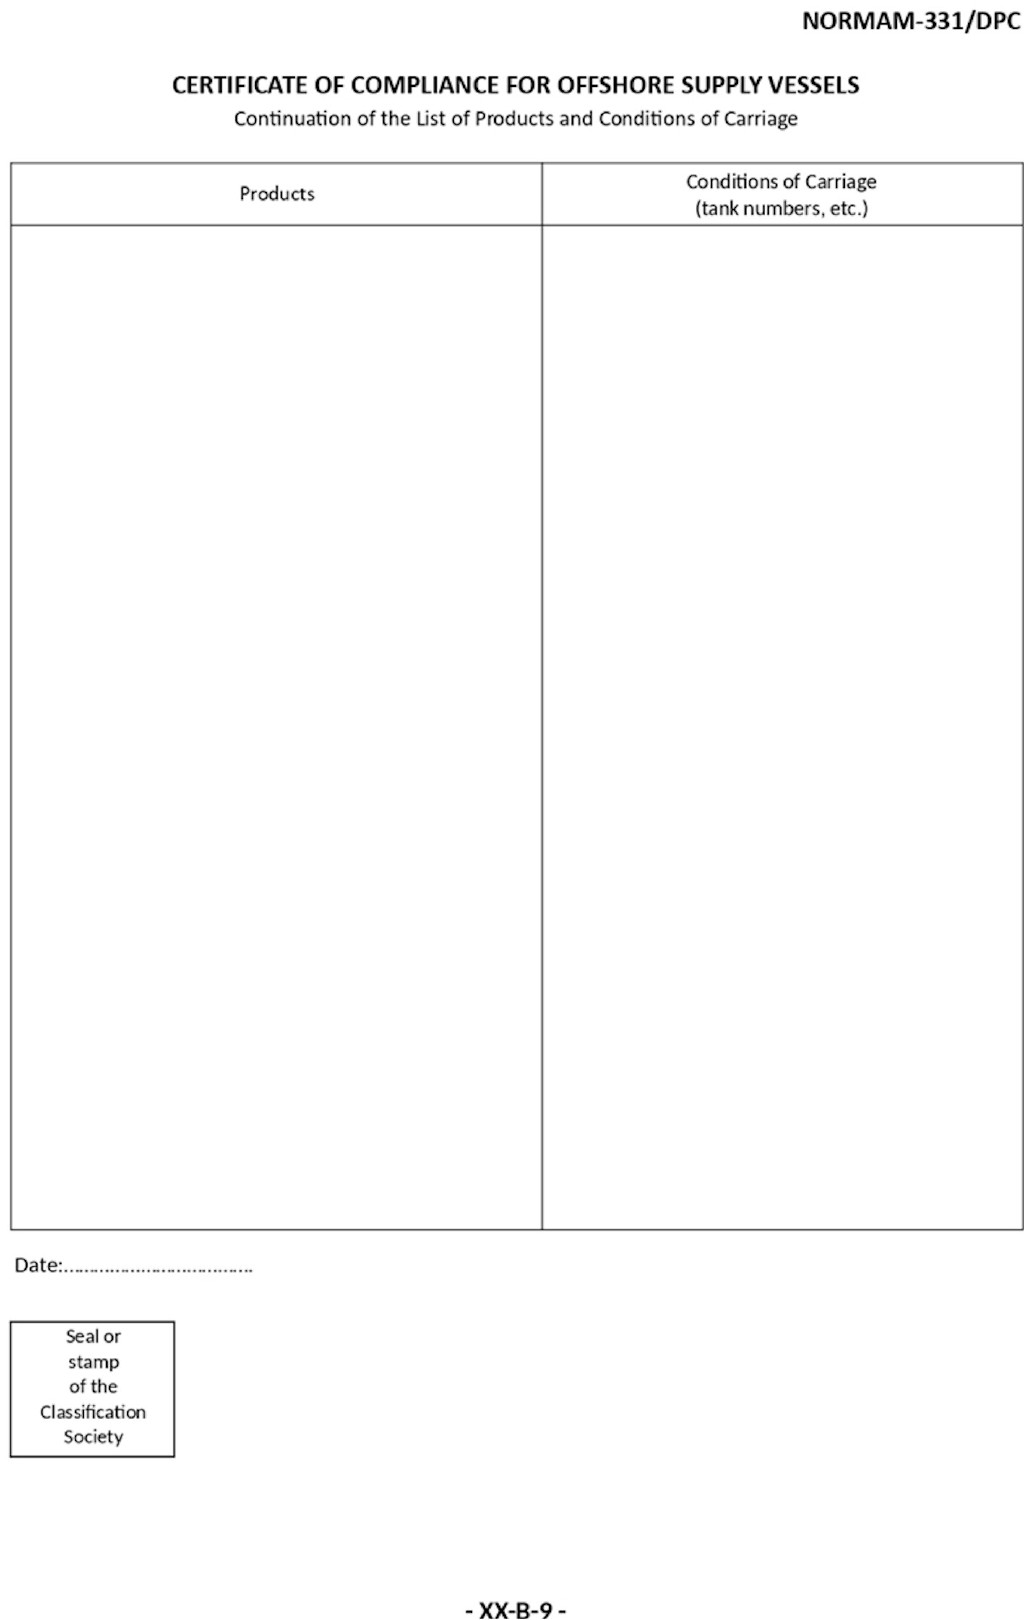 NORMAM-331/DPC
CERTIFICATE OF COMPLIANCE FOR OFFSHORE SUPPLY VESSELS
Continuation of the List of Products and Conditions of Carriage
Products
Conditions of Carriage
(tank numbers, etc.)
Date:......................................
Seal or
stamp
of the
Classification
Society
- XX-B-9 -